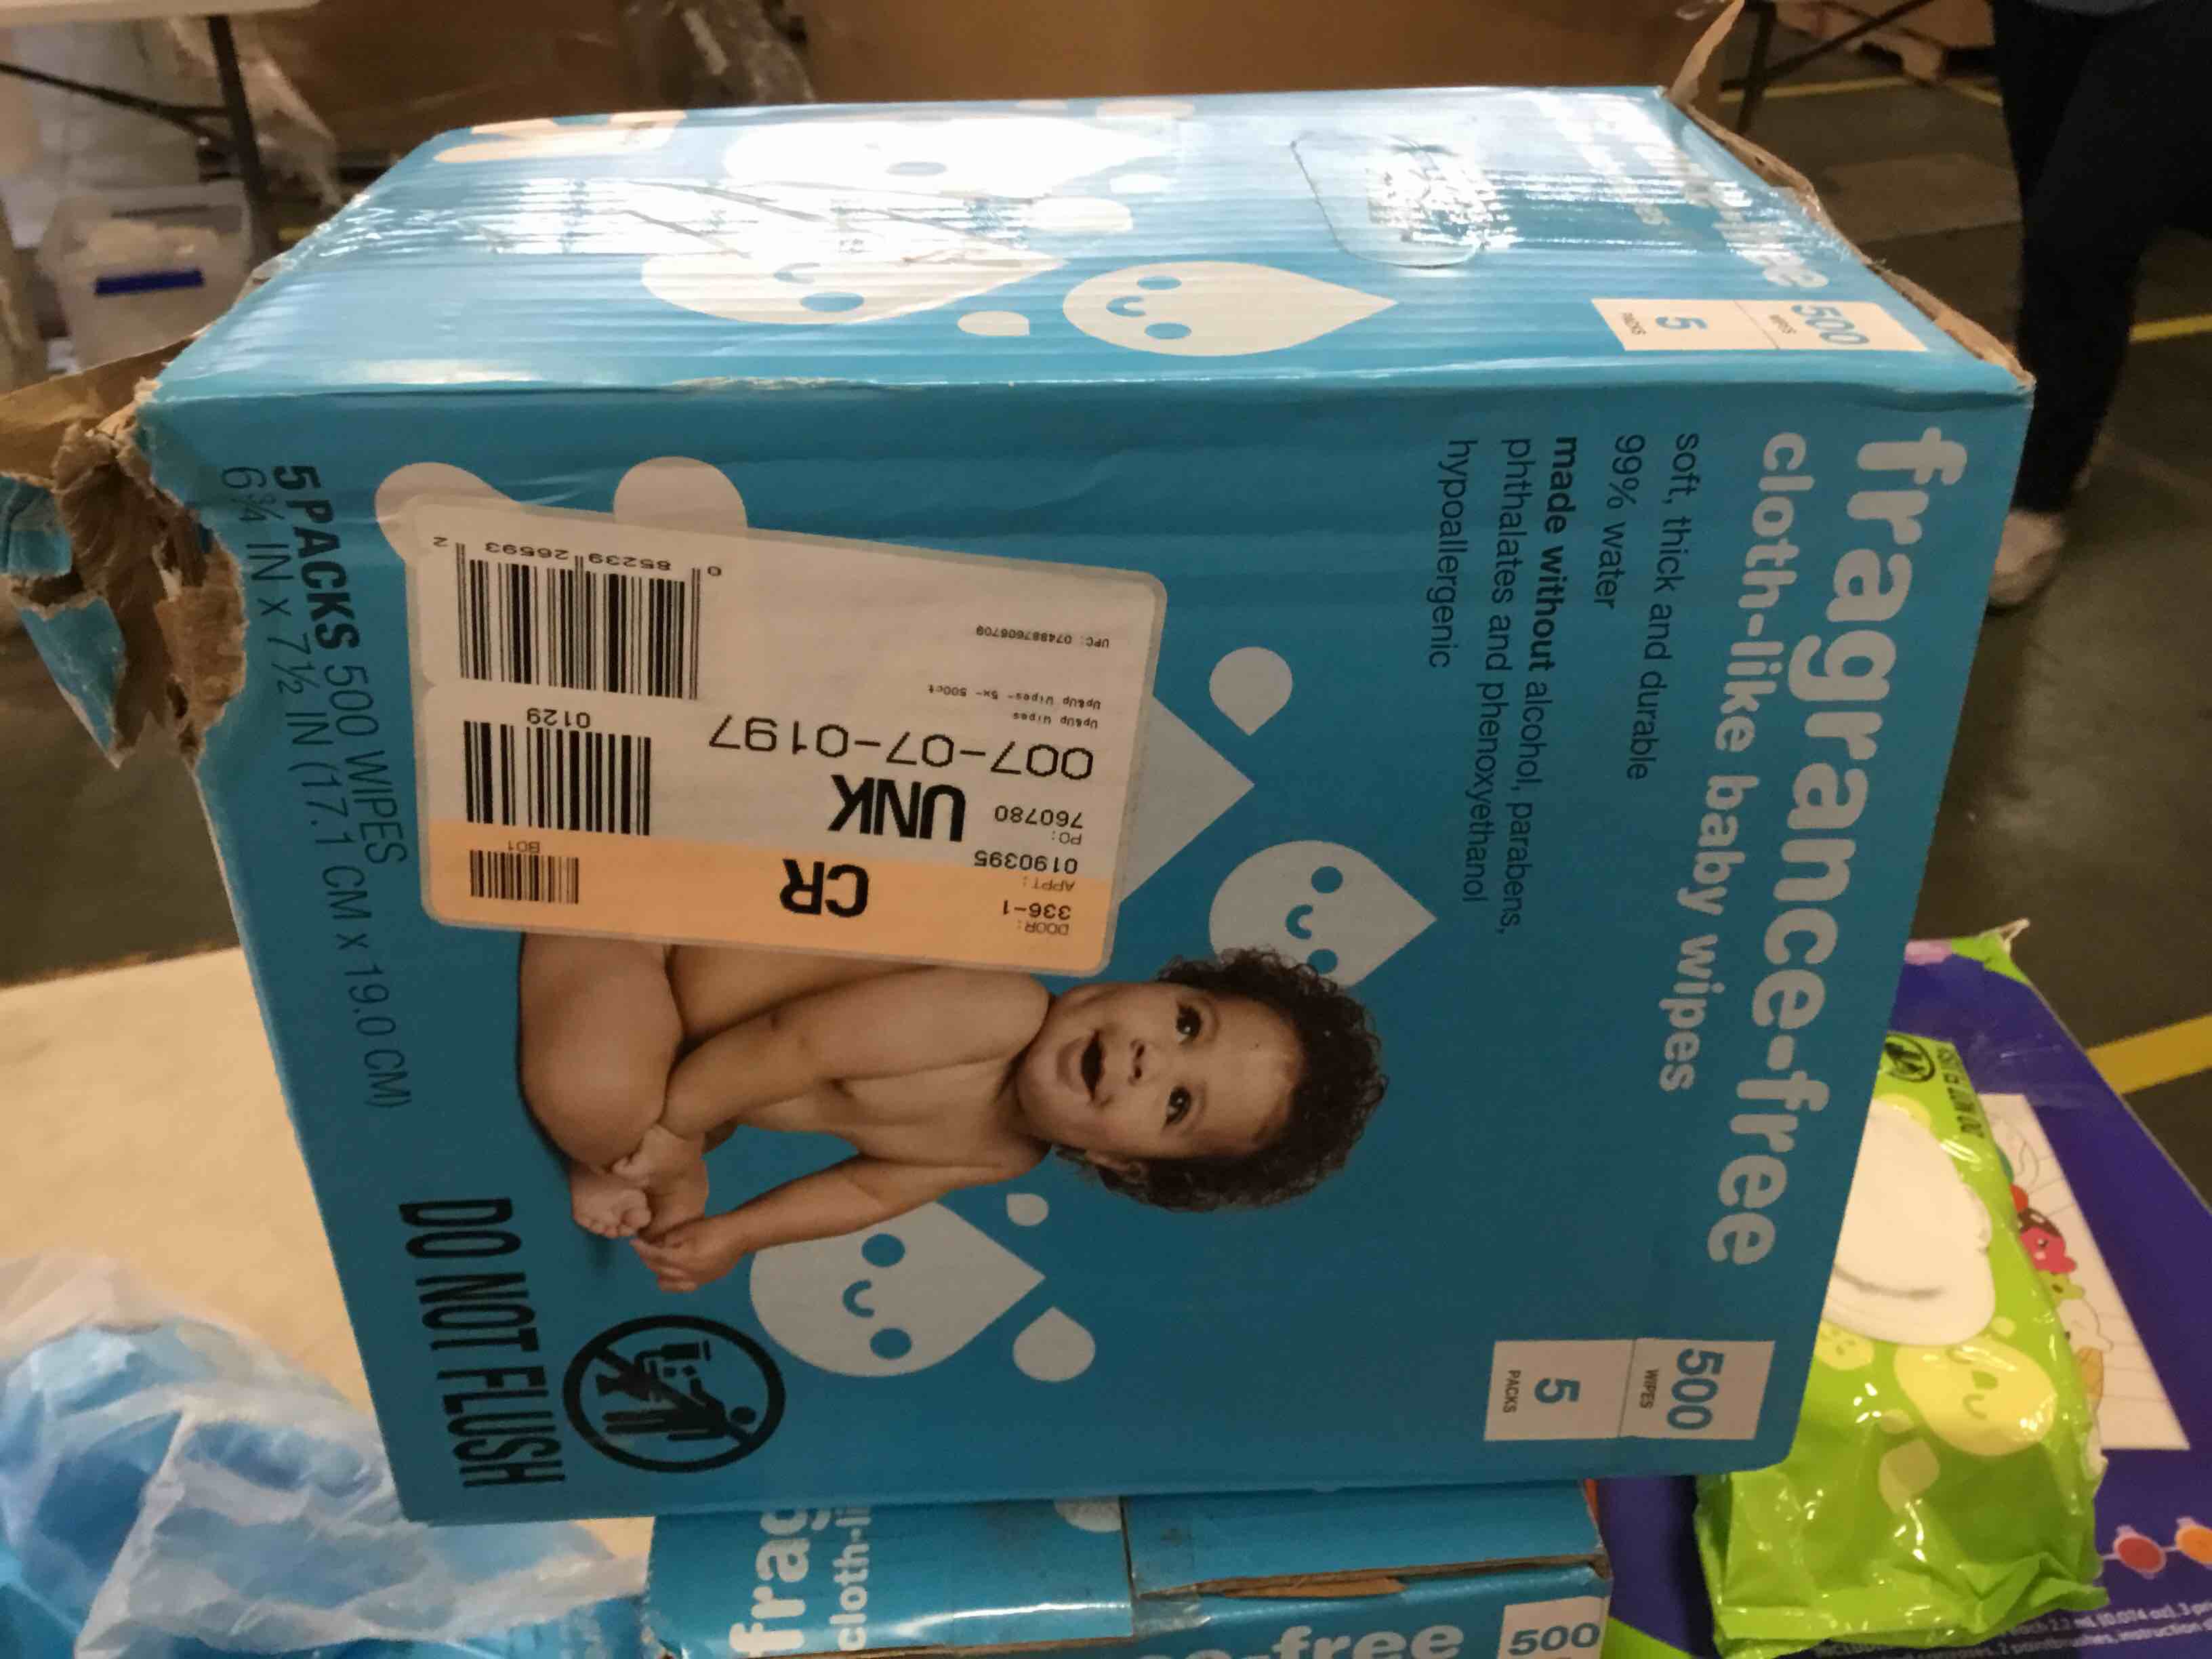 fragrance-free
cloth-like baby wipes
soft, thick and durable
99% water
made without alcohol, parabens,
phthalates and phenoxyethanol
hypoallergenic
500
WIPES
5
PACKS
5 PACKS 500 WIPES
6¾ IN x 7½ IN (17.1 CM x 19.0 CM)
DO NOT FLUSH
DOOR:
336-1
APPT:
0190395
PO:
760780
CR
B01
UNK
007-07-0197
0129
Up&Up Wipes
Up&Up Wipes- 5x- 500ct
UPC: 074887606709
0 85239 26593 2
500
WIPES
5
PACKS
frag
cloth-li
e-free
500